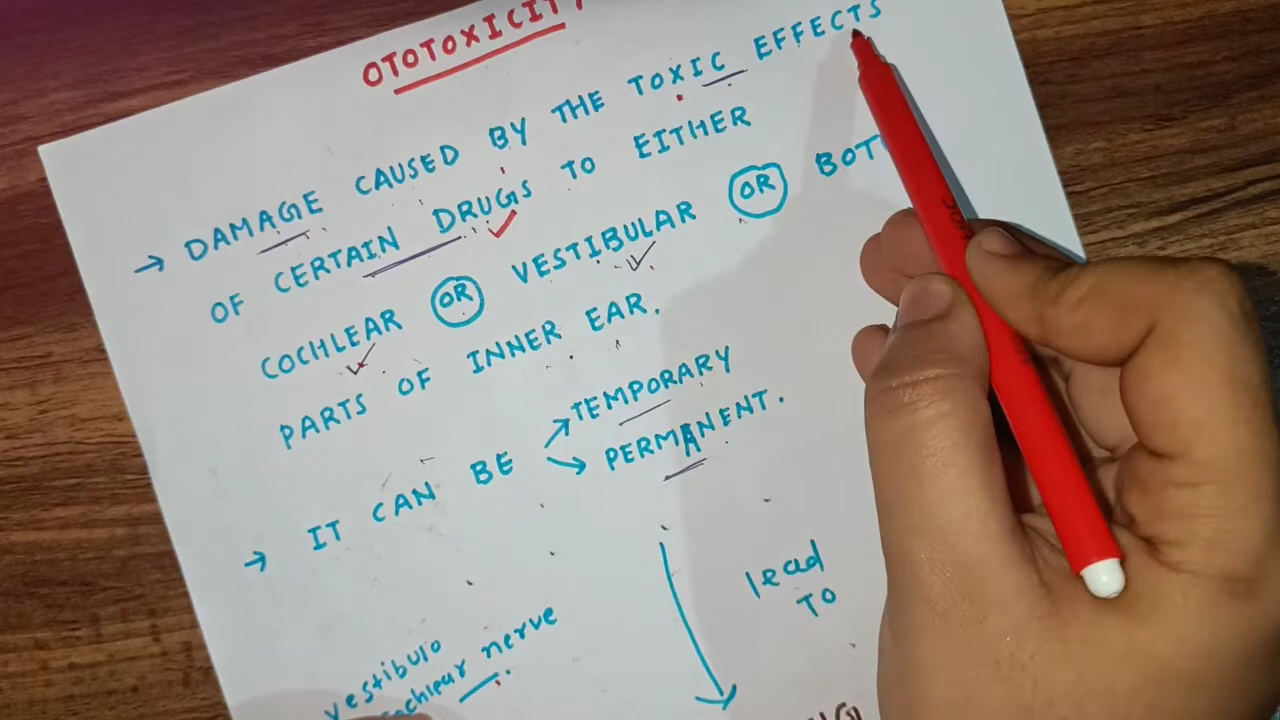 OTOTOXICITY
→ DAMAGE CAUSED BY THE TOXIC EFFECTS
OF CERTAIN DRUGS TO EITHER
COCHLEAR OR VESTIBULAR OR BOT
PARTS OF INNER EAR.
→ IT CAN BE → TEMPORARY
→ PERMANENT.
lead
TO
vestibulo
cochlear nerve